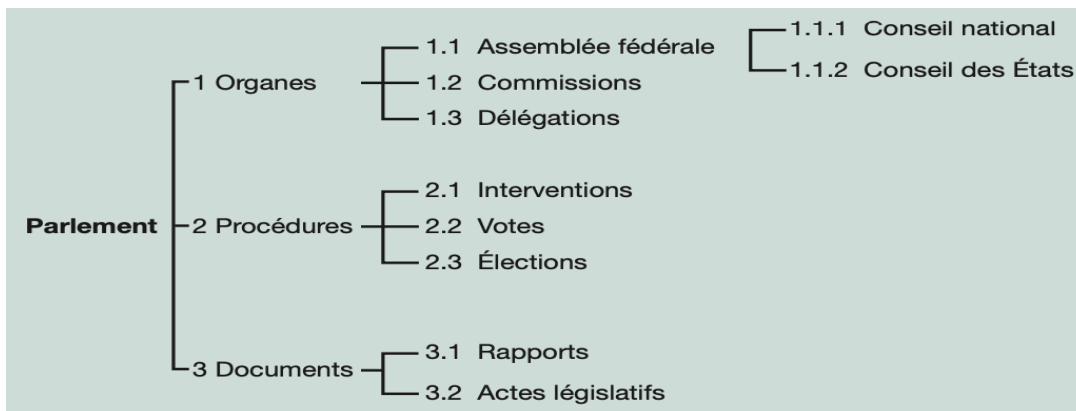 Parlement
1 Organes
1.1 Assemblée fédérale
1.1.1 Conseil national
1.1.2 Conseil des États
1.2 Commissions
1.3 Délégations
2 Procédures
2.1 Interventions
2.2 Votes
2.3 Élections
3 Documents
3.1 Rapports
3.2 Actes législatifs